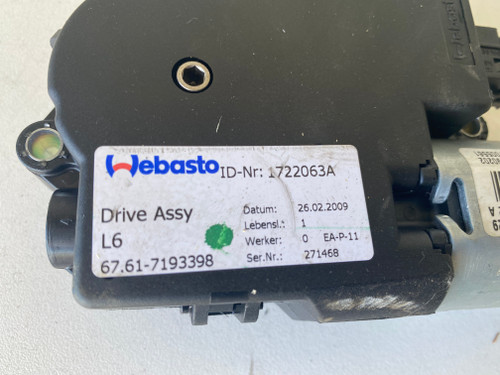 Webasto ID-Nr: 1722063A
Drive Assy
L6
67.61-7193398
Datum: 26.02.2009
Lebensl.: 1
Werker: 0 EA-P-11
Ser.Nr.: 271468